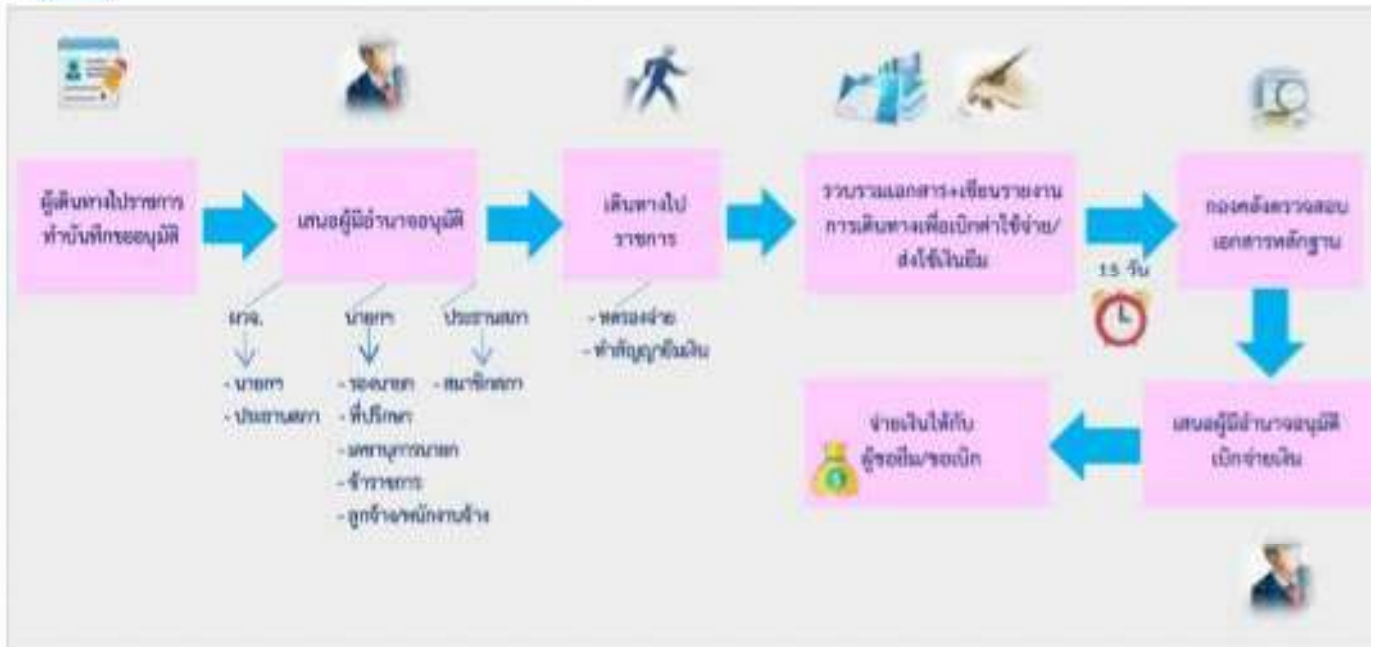 ผู้เดินทางไปราชการ
ทำบันทึกขออนุมัติ
เสนอผู้มีอำนาจอนุมัติ
เดินทางไป
ราชการ
รวบรวมเอกสาร+เขียนรายงาน
การเดินทางเพื่อเบิกค่าใช้จ่าย/
ส่งใช้เงินยืม
15 วัน
กองคลังตรวจสอบ
เอกสารหลักฐาน
ผวจ.
- นายกฯ
- ประธานสภา
นายกฯ
- รองนายก
- ที่ปรึกษา
- เลขานุการนายก
- ข้าราชการ
- ลูกจ้าง/พนักงานจ้าง
ประธานสภา
- สมาชิกสภา
- ทดรองจ่าย
- ทำสัญญายืมเงิน
เสนอผู้มีอำนาจอนุมัติ
เบิกจ่ายเงิน
จ่ายเงินให้กับ
ผู้ขอยืม/ขอเบิก